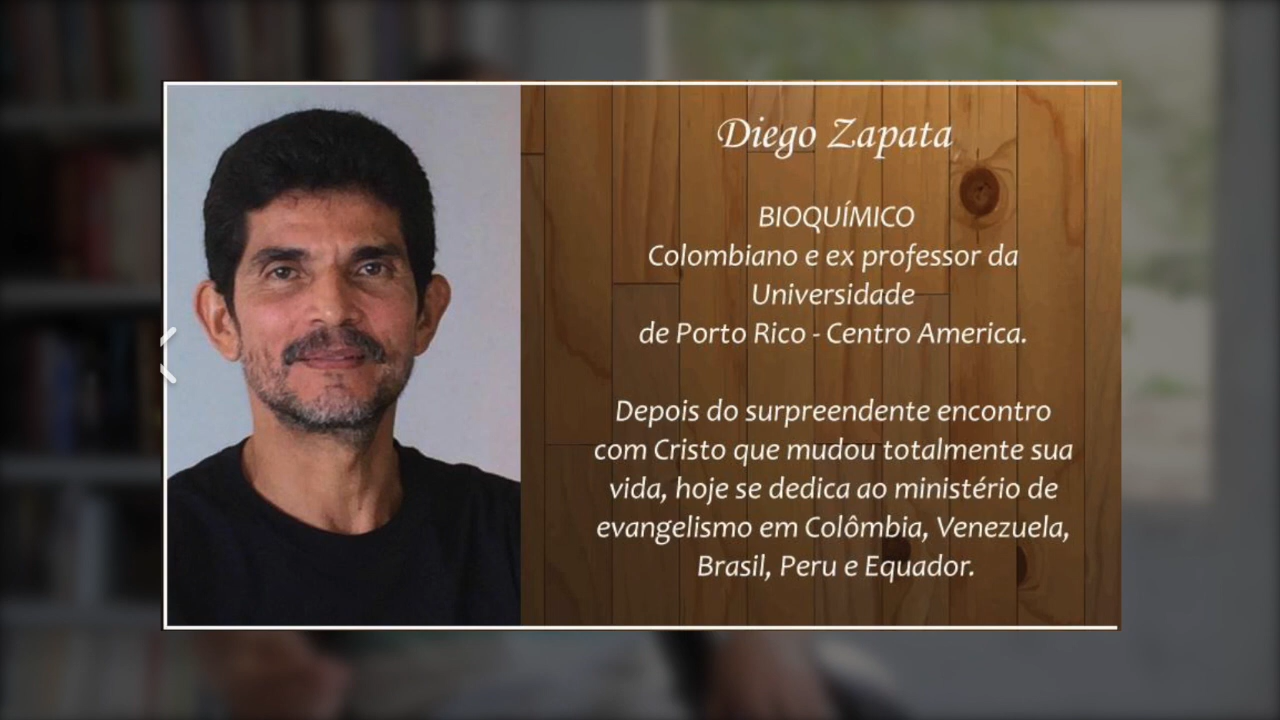 Diego Zapata
BIOQUÍMICO
Colombiano e ex professor da
Universidade
de Porto Rico - Centro America.
Depois do surpreendente encontro
com Cristo que mudou totalmente sua
vida, hoje se dedica ao ministério de
evangelismo em Colômbia, Venezuela,
Brasil, Peru e Equador.